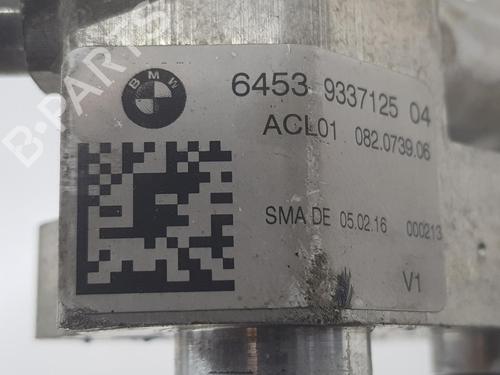 B-PARTS
BMW
6453 9337125 04
ACL01 082.0739.06
SMA DE 05.02.16 000213
V1